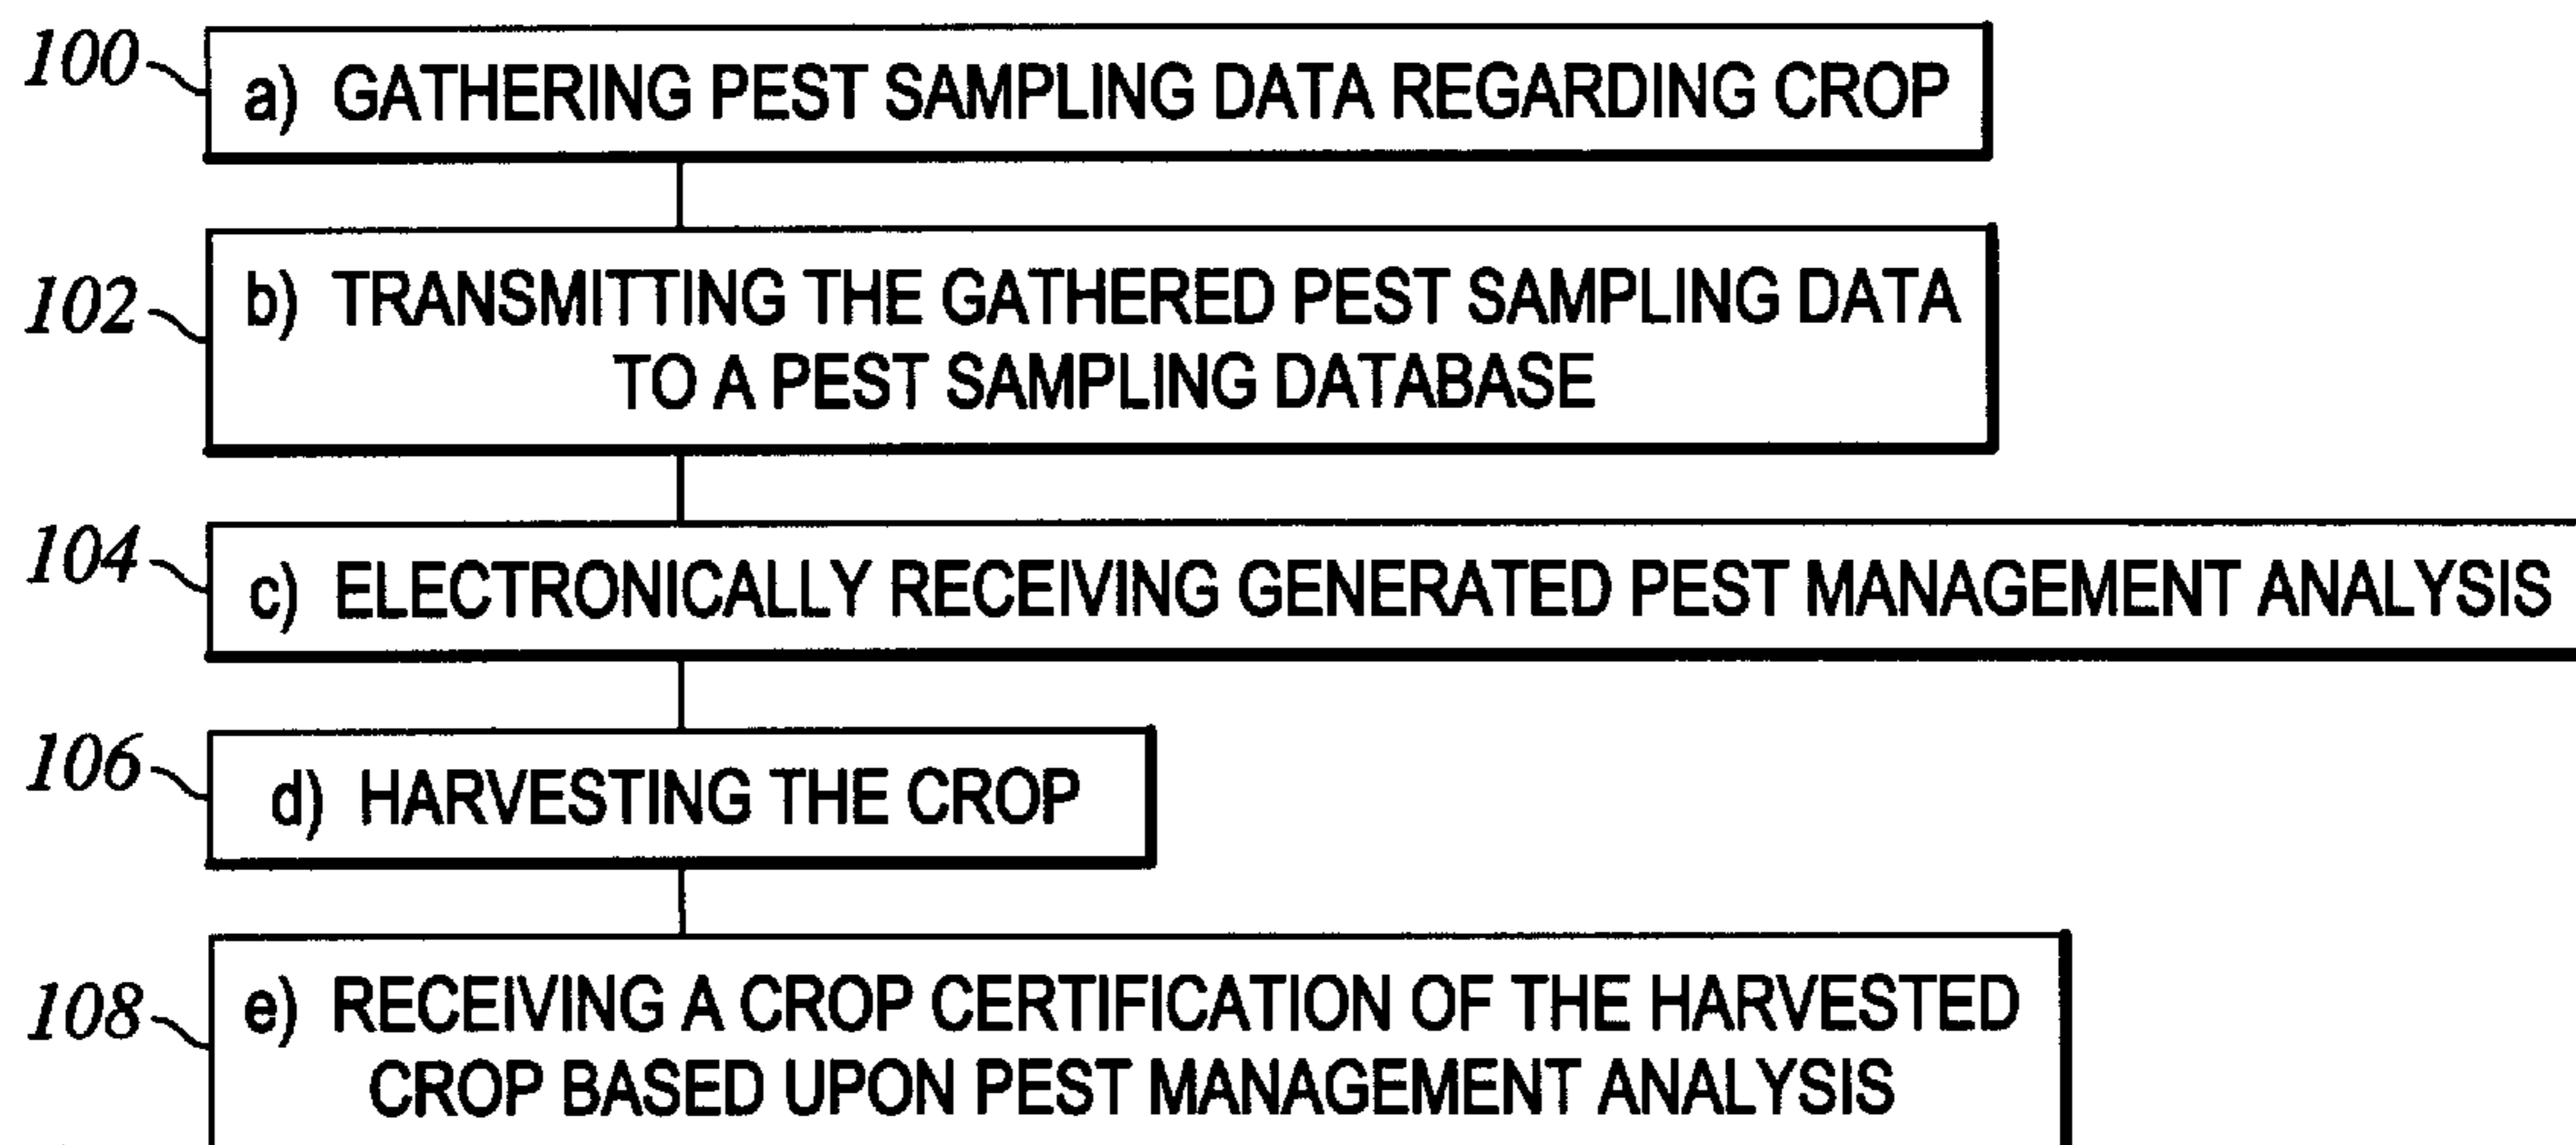 100
a) GATHERING PEST SAMPLING DATA REGARDING CROP
102
b) TRANSMITTING THE GATHERED PEST SAMPLING DATA
TO A PEST SAMPLING DATABASE
104
c) ELECTRONICALLY RECEIVING GENERATED PEST MANAGEMENT ANALYSIS
106
d) HARVESTING THE CROP
108
e) RECEIVING A CROP CERTIFICATION OF THE HARVESTED
CROP BASED UPON PEST MANAGEMENT ANALYSIS